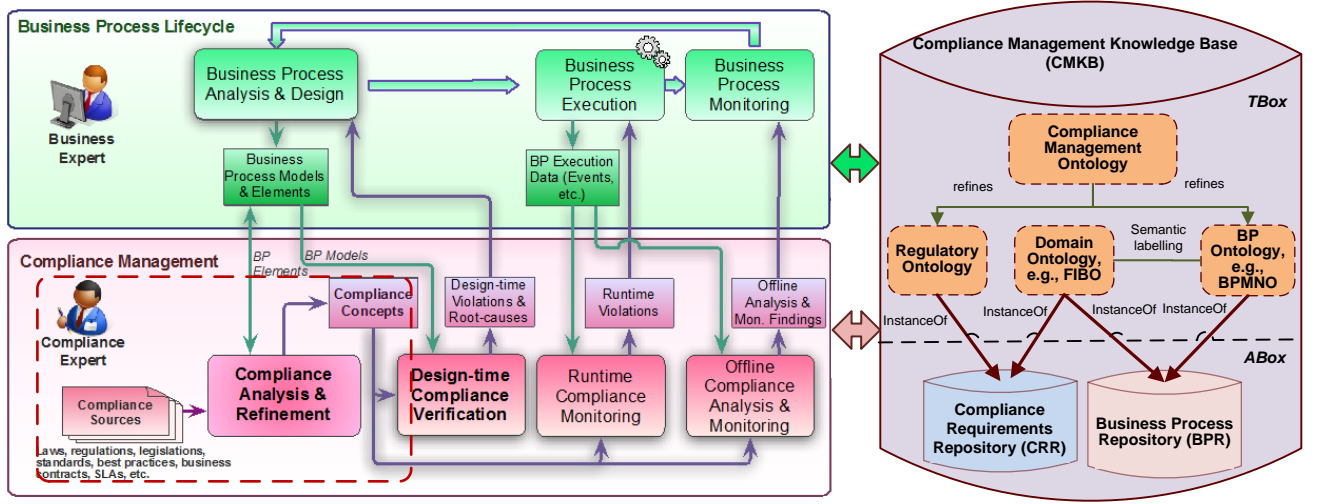 Business Process Lifecycle
Business
Expert
Business Process
Analysis & Design
Business
Process
Execution
Business
Process
Monitoring
Business
Process Models
& Elements
BP Execution
Data (Events,
etc.)
Compliance Management
BP
Elements
BP Models
Compliance
Expert
Compliance
Concepts
Design-time
Violations &
Root-causes
Runtime
Violations
Offline
Analysis &
Mon. Findings
Compliance
Sources
Laws, regulations, legislations,
standards, best practices, business
contracts, SLAs, etc.
Compliance
Analysis &
Refinement
Design-time
Compliance
Verification
Runtime
Compliance
Monitoring
Offline
Compliance
Analysis &
Monitoring
Compliance Management Knowledge Base
(CMKB)
TBox
Compliance
Management
Ontology
refines
refines
Regulatory
Ontology
Domain
Ontology,
e.g., FIBO
Semantic
labelling
BP
Ontology,
e.g.,
BPMNO
InstanceOf
InstanceOf
InstanceOf
InstanceOf
ABox
Compliance
Requirements
Repository (CRR)
Business Process
Repository (BPR)